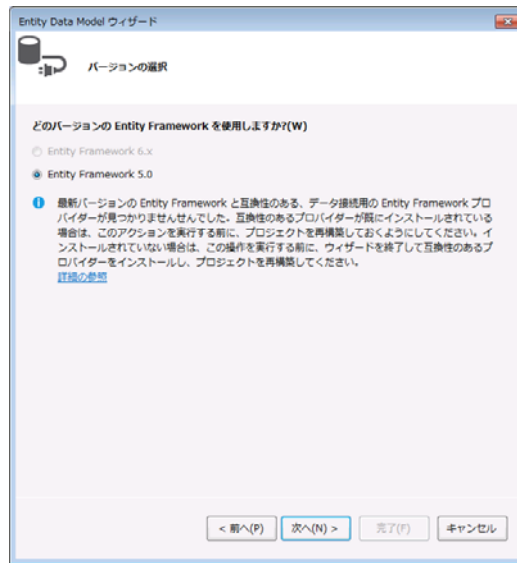 Entity Data Model ウィザード
バージョンの選択
どのバージョンの Entity Framework を使用しますか?(W)
Entity Framework 6.x
Entity Framework 5.0
最新バージョンの Entity Framework と互換性のある、データ接続用の Entity Framework プロ
バイダーが見つかりませんせんでした。互換性のあるプロバイダーが既にインストールされている
場合は、このアクションを実行する前に、プロジェクトを再構築しておくようにしてください。イ
ンストールされていない場合は、この操作を実行する前に、ウィザードを終了して互換性のあるプ
ロバイダーをインストールし、プロジェクトを再構築してください。
詳細の参照
< 前へ(P)
次へ(N) >
完了(F)
キャンセル